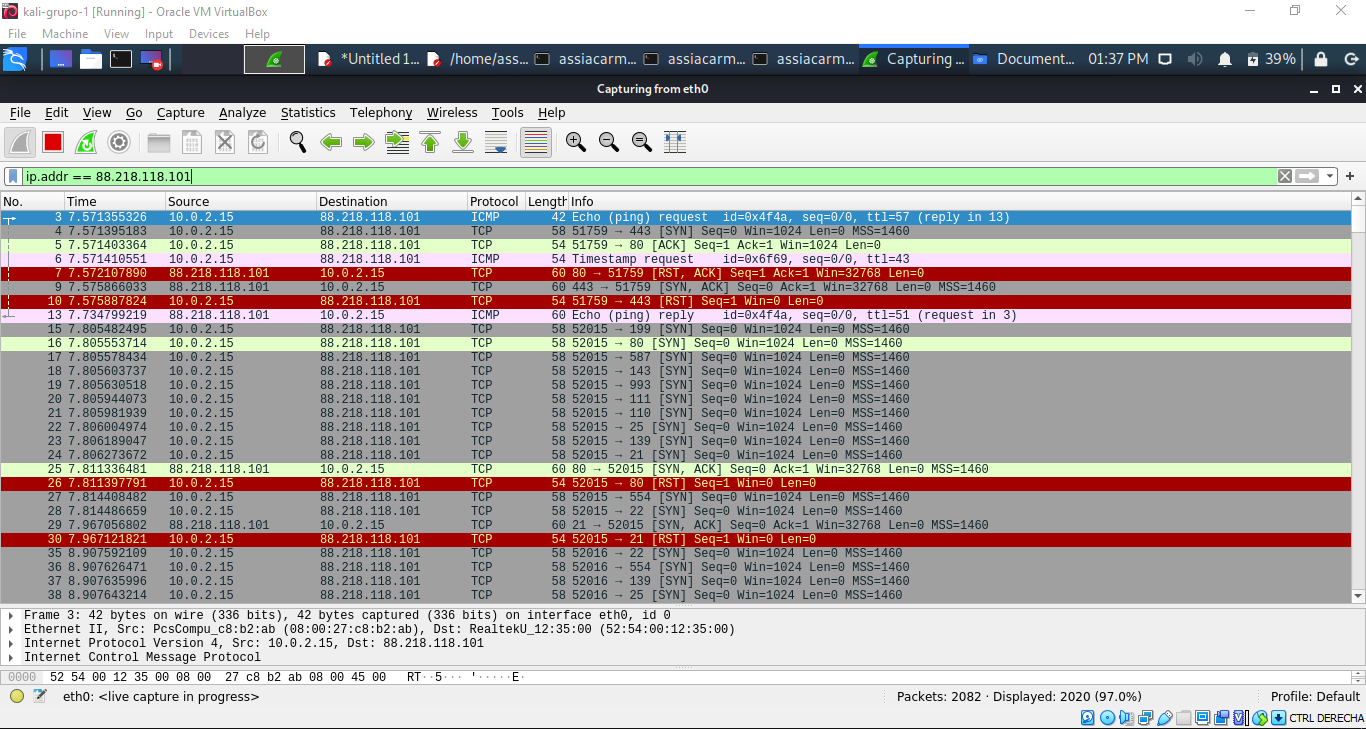 kali-grupo-1 [Running] - Oracle VM VirtualBox
File Machine View Input Devices Help
*Untitled 1... /home/ass... assiacarm... assiacarm... assiacarm... Capturing ... Document... 01:37 PM 39%
Capturing from eth0
File Edit View Go Capture Analyze Statistics Telephony Wireless Tools Help
ip.addr == 88.218.118.101
No. Time Source Destination Protocol Length Info
3 7.571355326 10.0.2.15 88.218.118.101 ICMP 42 Echo (ping) request id=0x4f4a, seq=0/0, ttl=57 (reply in 13)
4 7.571395183 10.0.2.15 88.218.118.101 TCP 58 51759 → 443 [SYN] Seq=0 Win=1024 Len=0 MSS=1460
5 7.571403364 10.0.2.15 88.218.118.101 TCP 54 51759 → 80 [ACK] Seq=1 Ack=1 Win=1024 Len=0
6 7.571410551 10.0.2.15 88.218.118.101 ICMP 54 Timestamp request id=0x6f69, seq=0/0, ttl=43
7 7.572107890 88.218.118.101 10.0.2.15 TCP 60 80 → 51759 [RST, ACK] Seq=1 Ack=1 Win=32768 Len=0
9 7.575866033 88.218.118.101 10.0.2.15 TCP 60 443 → 51759 [SYN, ACK] Seq=0 Ack=1 Win=32768 Len=0 MSS=1460
10 7.575887824 10.0.2.15 88.218.118.101 TCP 54 51759 → 443 [RST] Seq=1 Win=0 Len=0
13 7.734799219 88.218.118.101 10.0.2.15 ICMP 60 Echo (ping) reply id=0x4f4a, seq=0/0, ttl=51 (request in 3)
15 7.805482495 10.0.2.15 88.218.118.101 TCP 58 52015 → 199 [SYN] Seq=0 Win=1024 Len=0 MSS=1460
16 7.805553714 10.0.2.15 88.218.118.101 TCP 58 52015 → 80 [SYN] Seq=0 Win=1024 Len=0 MSS=1460
17 7.805578434 10.0.2.15 88.218.118.101 TCP 58 52015 → 587 [SYN] Seq=0 Win=1024 Len=0 MSS=1460
18 7.805603737 10.0.2.15 88.218.118.101 TCP 58 52015 → 143 [SYN] Seq=0 Win=1024 Len=0 MSS=1460
19 7.805630518 10.0.2.15 88.218.118.101 TCP 58 52015 → 993 [SYN] Seq=0 Win=1024 Len=0 MSS=1460
20 7.805944073 10.0.2.15 88.218.118.101 TCP 58 52015 → 111 [SYN] Seq=0 Win=1024 Len=0 MSS=1460
21 7.805981939 10.0.2.15 88.218.118.101 TCP 58 52015 → 110 [SYN] Seq=0 Win=1024 Len=0 MSS=1460
22 7.806004974 10.0.2.15 88.218.118.101 TCP 58 52015 → 25 [SYN] Seq=0 Win=1024 Len=0 MSS=1460
23 7.806189047 10.0.2.15 88.218.118.101 TCP 58 52015 → 139 [SYN] Seq=0 Win=1024 Len=0 MSS=1460
24 7.806273672 10.0.2.15 88.218.118.101 TCP 58 52015 → 21 [SYN] Seq=0 Win=1024 Len=0 MSS=1460
25 7.811336481 88.218.118.101 10.0.2.15 TCP 60 80 → 52015 [SYN, ACK] Seq=0 Ack=1 Win=32768 Len=0 MSS=1460
26 7.811397791 10.0.2.15 88.218.118.101 TCP 54 52015 → 80 [RST] Seq=1 Win=0 Len=0
27 7.814408482 10.0.2.15 88.218.118.101 TCP 58 52015 → 554 [SYN] Seq=0 Win=1024 Len=0 MSS=1460
28 7.814486659 10.0.2.15 88.218.118.101 TCP 58 52015 → 22 [SYN] Seq=0 Win=1024 Len=0 MSS=1460
29 7.967056802 88.218.118.101 10.0.2.15 TCP 60 21 → 52015 [SYN, ACK] Seq=0 Ack=1 Win=32768 Len=0 MSS=1460
30 7.967121821 10.0.2.15 88.218.118.101 TCP 54 52015 → 21 [RST] Seq=1 Win=0 Len=0
35 8.907592109 10.0.2.15 88.218.118.101 TCP 58 52016 → 22 [SYN] Seq=0 Win=1024 Len=0 MSS=1460
36 8.907626471 10.0.2.15 88.218.118.101 TCP 58 52016 → 554 [SYN] Seq=0 Win=1024 Len=0 MSS=1460
37 8.907635996 10.0.2.15 88.218.118.101 TCP 58 52016 → 139 [SYN] Seq=0 Win=1024 Len=0 MSS=1460
38 8.907643214 10.0.2.15 88.218.118.101 TCP 58 52016 → 25 [SYN] Seq=0 Win=1024 Len=0 MSS=1460
Frame 3: 42 bytes on wire (336 bits), 42 bytes captured (336 bits) on interface eth0, id 0
Ethernet II, Src: PcsCompu_c8:b2:ab (08:00:27:c8:b2:ab), Dst: RealtekU_12:35:00 (52:54:00:12:35:00)
Internet Protocol Version 4, Src: 10.0.2.15, Dst: 88.218.118.101
Internet Control Message Protocol
0000 52 54 00 12 35 00 08 00 27 c8 b2 ab 08 00 45 00 RT··5··· '·····E·
eth0: <live capture in progress> Packets: 2082 · Displayed: 2020 (97.0%) Profile: Default
CTRL DERECHA